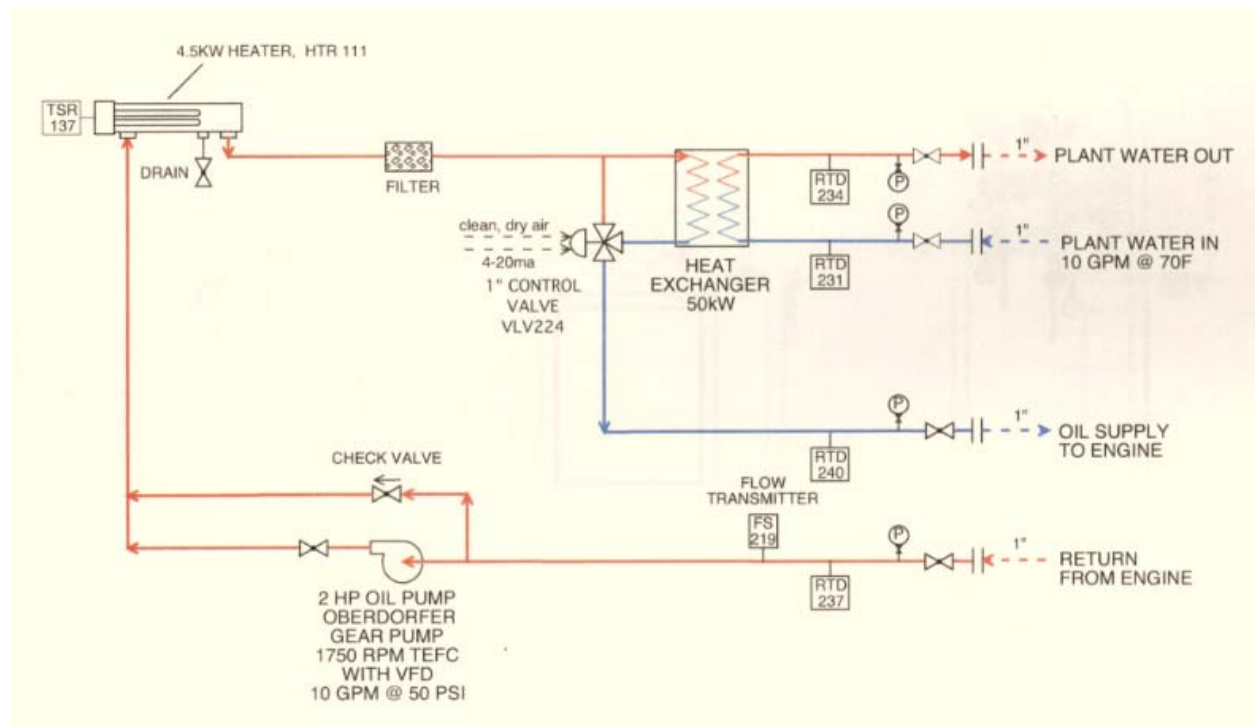 4.5KW HEATER, HTR 111
TSR
137
DRAIN
FILTER
clean, dry air
4-20ma
1" CONTROL
VALVE
VLV224
HEAT
EXCHANGER
50kW
RTD
234
P
1"
PLANT WATER OUT
P
RTD
231
1"
PLANT WATER IN
10 GPM @ 70F
P
RTD
240
1"
OIL SUPPLY
TO ENGINE
CHECK VALVE
FLOW
TRANSMITTER
FS
219
P
RTD
237
1"
RETURN
FROM ENGINE
2 HP OIL PUMP
OBERDORFER
GEAR PUMP
1750 RPM TEFC
WITH VFD
10 GPM @ 50 PSI